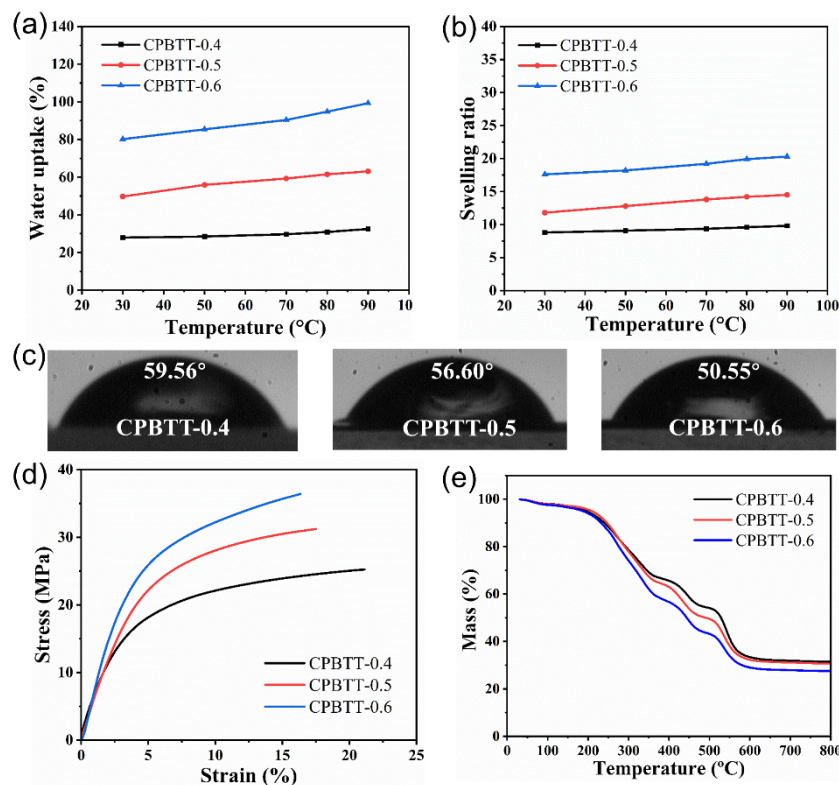 (a)
140
120
100
80
60
40
20
0
Water uptake (%)
CPBTT-0.4
CPBTT-0.5
CPBTT-0.6
20 30 40 50 60 70 80 90 10
Temperature (°C)
(b)
40
35
30
25
20
15
10
5
0
Swelling ratio
CPBTT-0.4
CPBTT-0.5
CPBTT-0.6
20 30 40 50 60 70 80 90 100
Temperature (°C)
(c)
59.56°
CPBTT-0.4
56.60°
CPBTT-0.5
50.55°
CPBTT-0.6
(d)
40
30
20
10
0
Stress (MPa)
CPBTT-0.4
CPBTT-0.5
CPBTT-0.6
0 5 10 15 20 25
Strain (%)
(e)
100
80
60
40
20
0
Mass (%)
CPBTT-0.4
CPBTT-0.5
CPBTT-0.6
0 100 200 300 400 500 600 700 800
Temperature (°C)